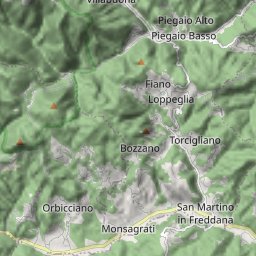 Villabuona
Piegaio Alto
Piegaio Basso
Fiano
Loppeglia
Torcigliano
Bozzano
Orbicciano
San Martino
in Freddana
Monsagrati